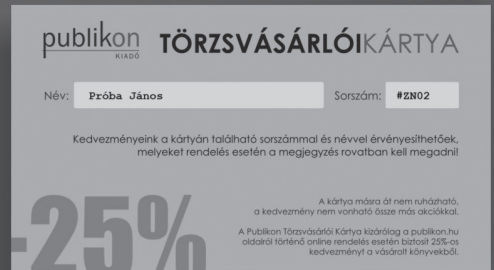 publikon
KIADÓ
TÖRZSVÁSÁRLÓIKÁRTYA
Név: Próba János Sorszám: #ZN02
Kedvezményeink a kártyán található sorszámmal és névvel érvényesíthetőek,
melyeket rendelés esetén a megjegyzés rovatban kell megadni!
-25%
A kártya másra át nem ruházható,
a kedvezmény nem vonható össze más akciókkal.
A Publikon Törzsvásárlói Kártya kizárólag a publikon.hu
oldalról történő online rendelés esetén biztosít 25%-os
kedvezményt a vásárolt könyvekből.